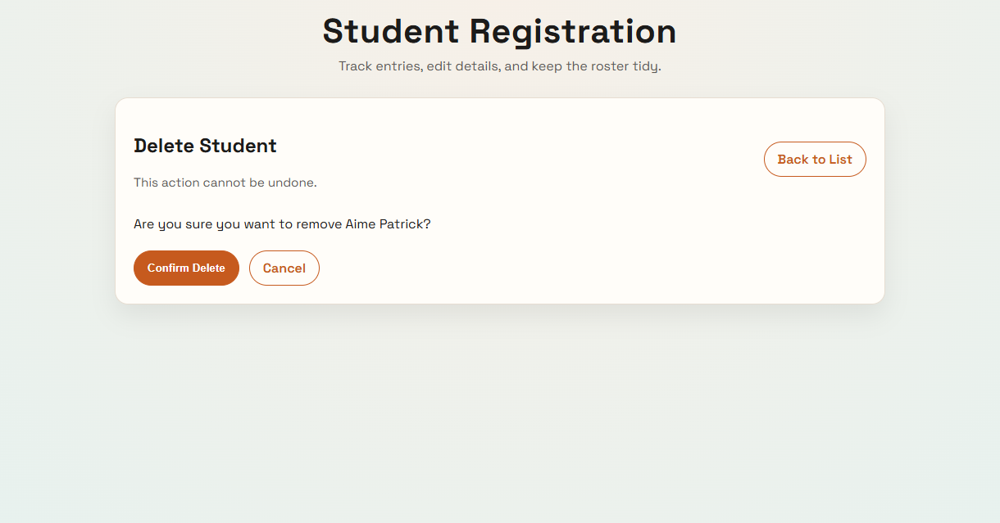 Student Registration
Track entries, edit details, and keep the roster tidy.
Delete Student
Back to List
This action cannot be undone.
Are you sure you want to remove Aime Patrick?
Confirm Delete
Cancel